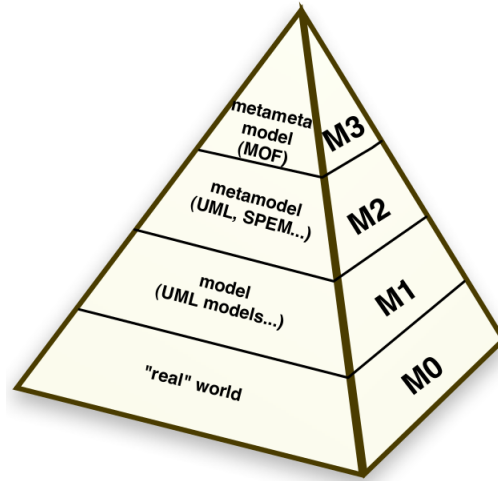 metameta
model
(MOF)
M3
metamodel
(UML, SPEM...)
M2
model
(UML models...)
M1
"real" world
M0